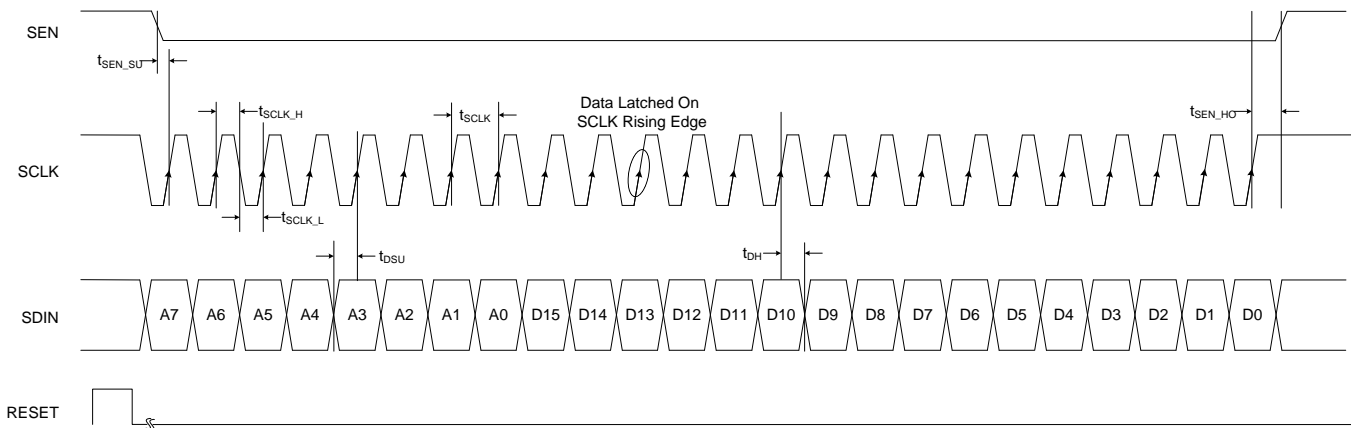 SEN
tSEN_SU
tSCLK_H
tSCLK
Data Latched On
SCLK Rising Edge
tSEN_HO
SCLK
tSCLK_L
tDSU
tDH
SDIN
A7 A6 A5 A4 A3 A2 A1 A0 D15 D14 D13 D12 D11 D10 D9 D8 D7 D6 D5 D4 D3 D2 D1 D0
RESET